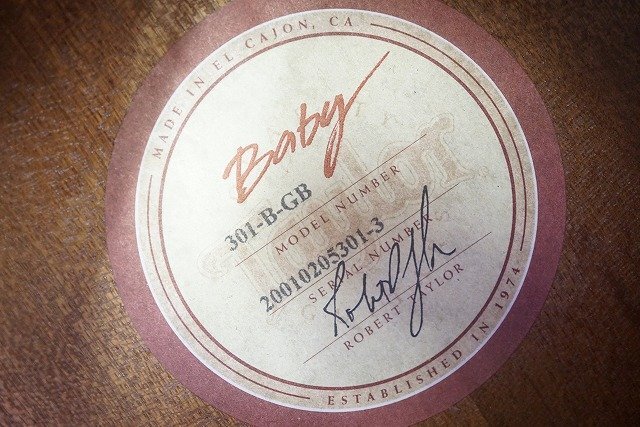 MADE IN EL CAJON, CA
Baby
Taylor
301-B-GB
MODEL NUMBER
20010205301-3
SERIAL NUMBER
ROBERT TAYLOR
ESTABLISHED IN 1974